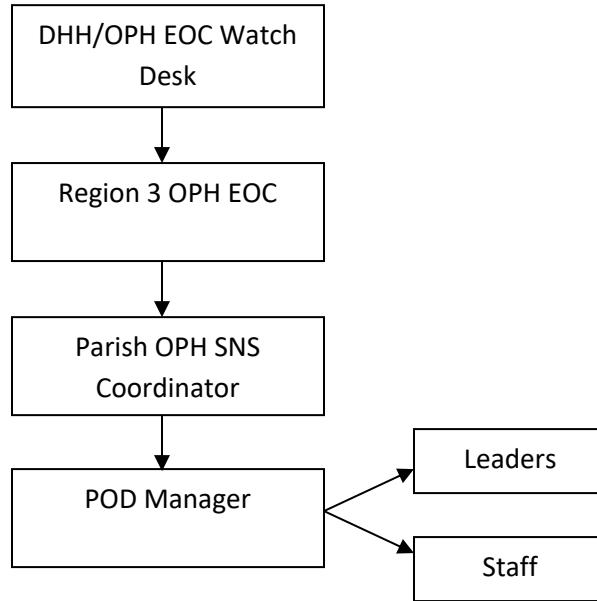 DHH/OPH EOC Watch
Desk
Region 3 OPH EOC
Parish OPH SNS
Coordinator
POD Manager
Leaders
Staff